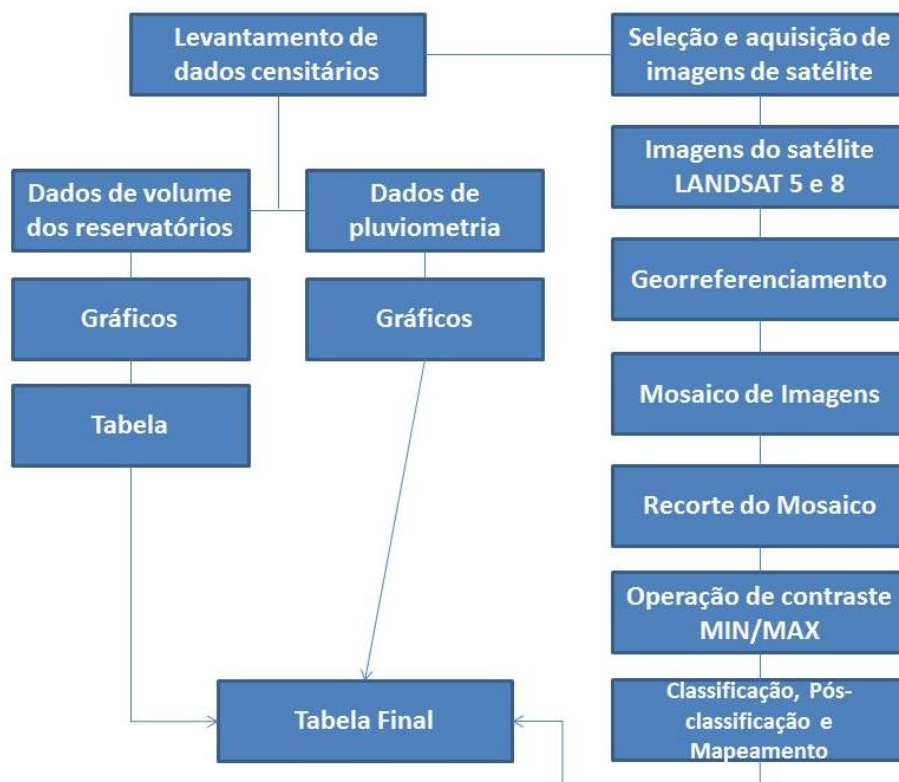 Levantamento de
dados censitários
Seleção e aquisição de
imagens de satélite
Imagens do satélite
LANDSAT 5 e 8
Dados de volume
dos reservatórios
Dados de
pluviometria
Georreferenciamento
Gráficos
Gráficos
Mosaico de Imagens
Tabela
Recorte do Mosaico
Operação de contraste
MIN/MAX
Classificação, Pós-
classificação e
Mapeamento
Tabela Final